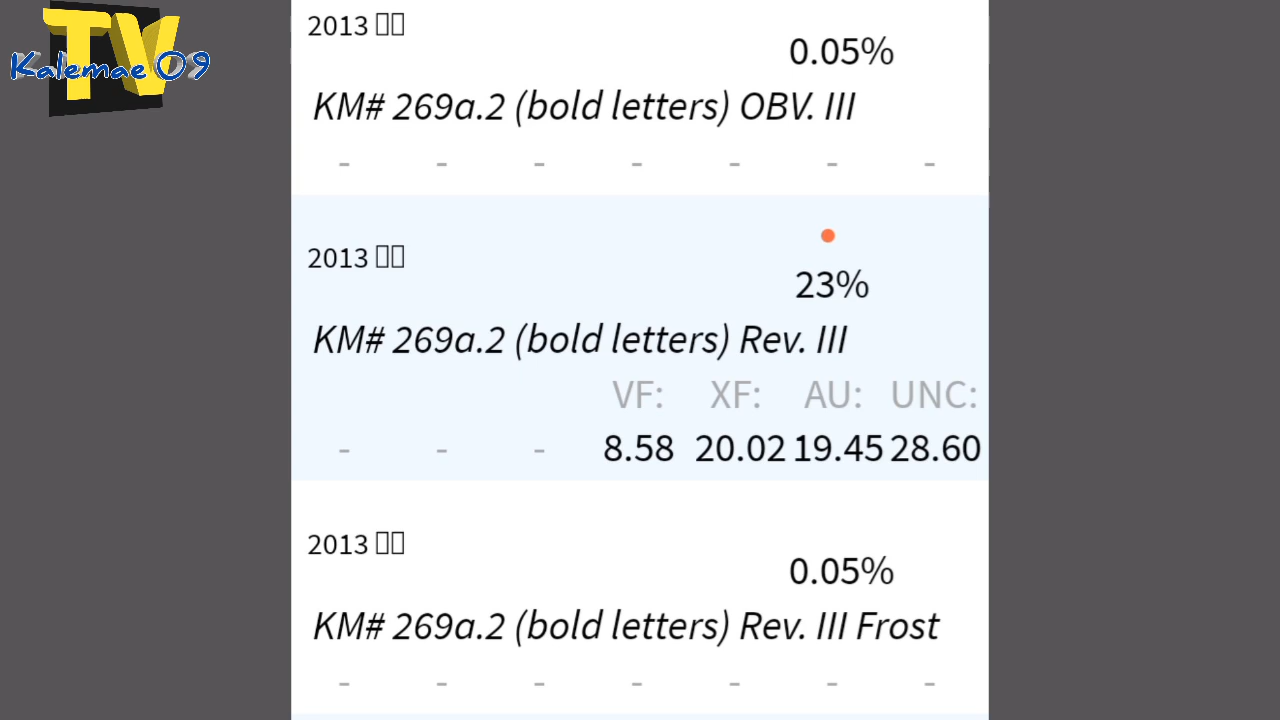 TV
Kalemae 09
2013
0.05%
KM# 269a.2 (bold letters) OBV. III
- - - - - - -
2013
23%
KM# 269a.2 (bold letters) Rev. III
VF: XF: AU: UNC:
- - - 8.58 20.02 19.45 28.60
2013
0.05%
KM# 269a.2 (bold letters) Rev. III Frost
- - - - - - -